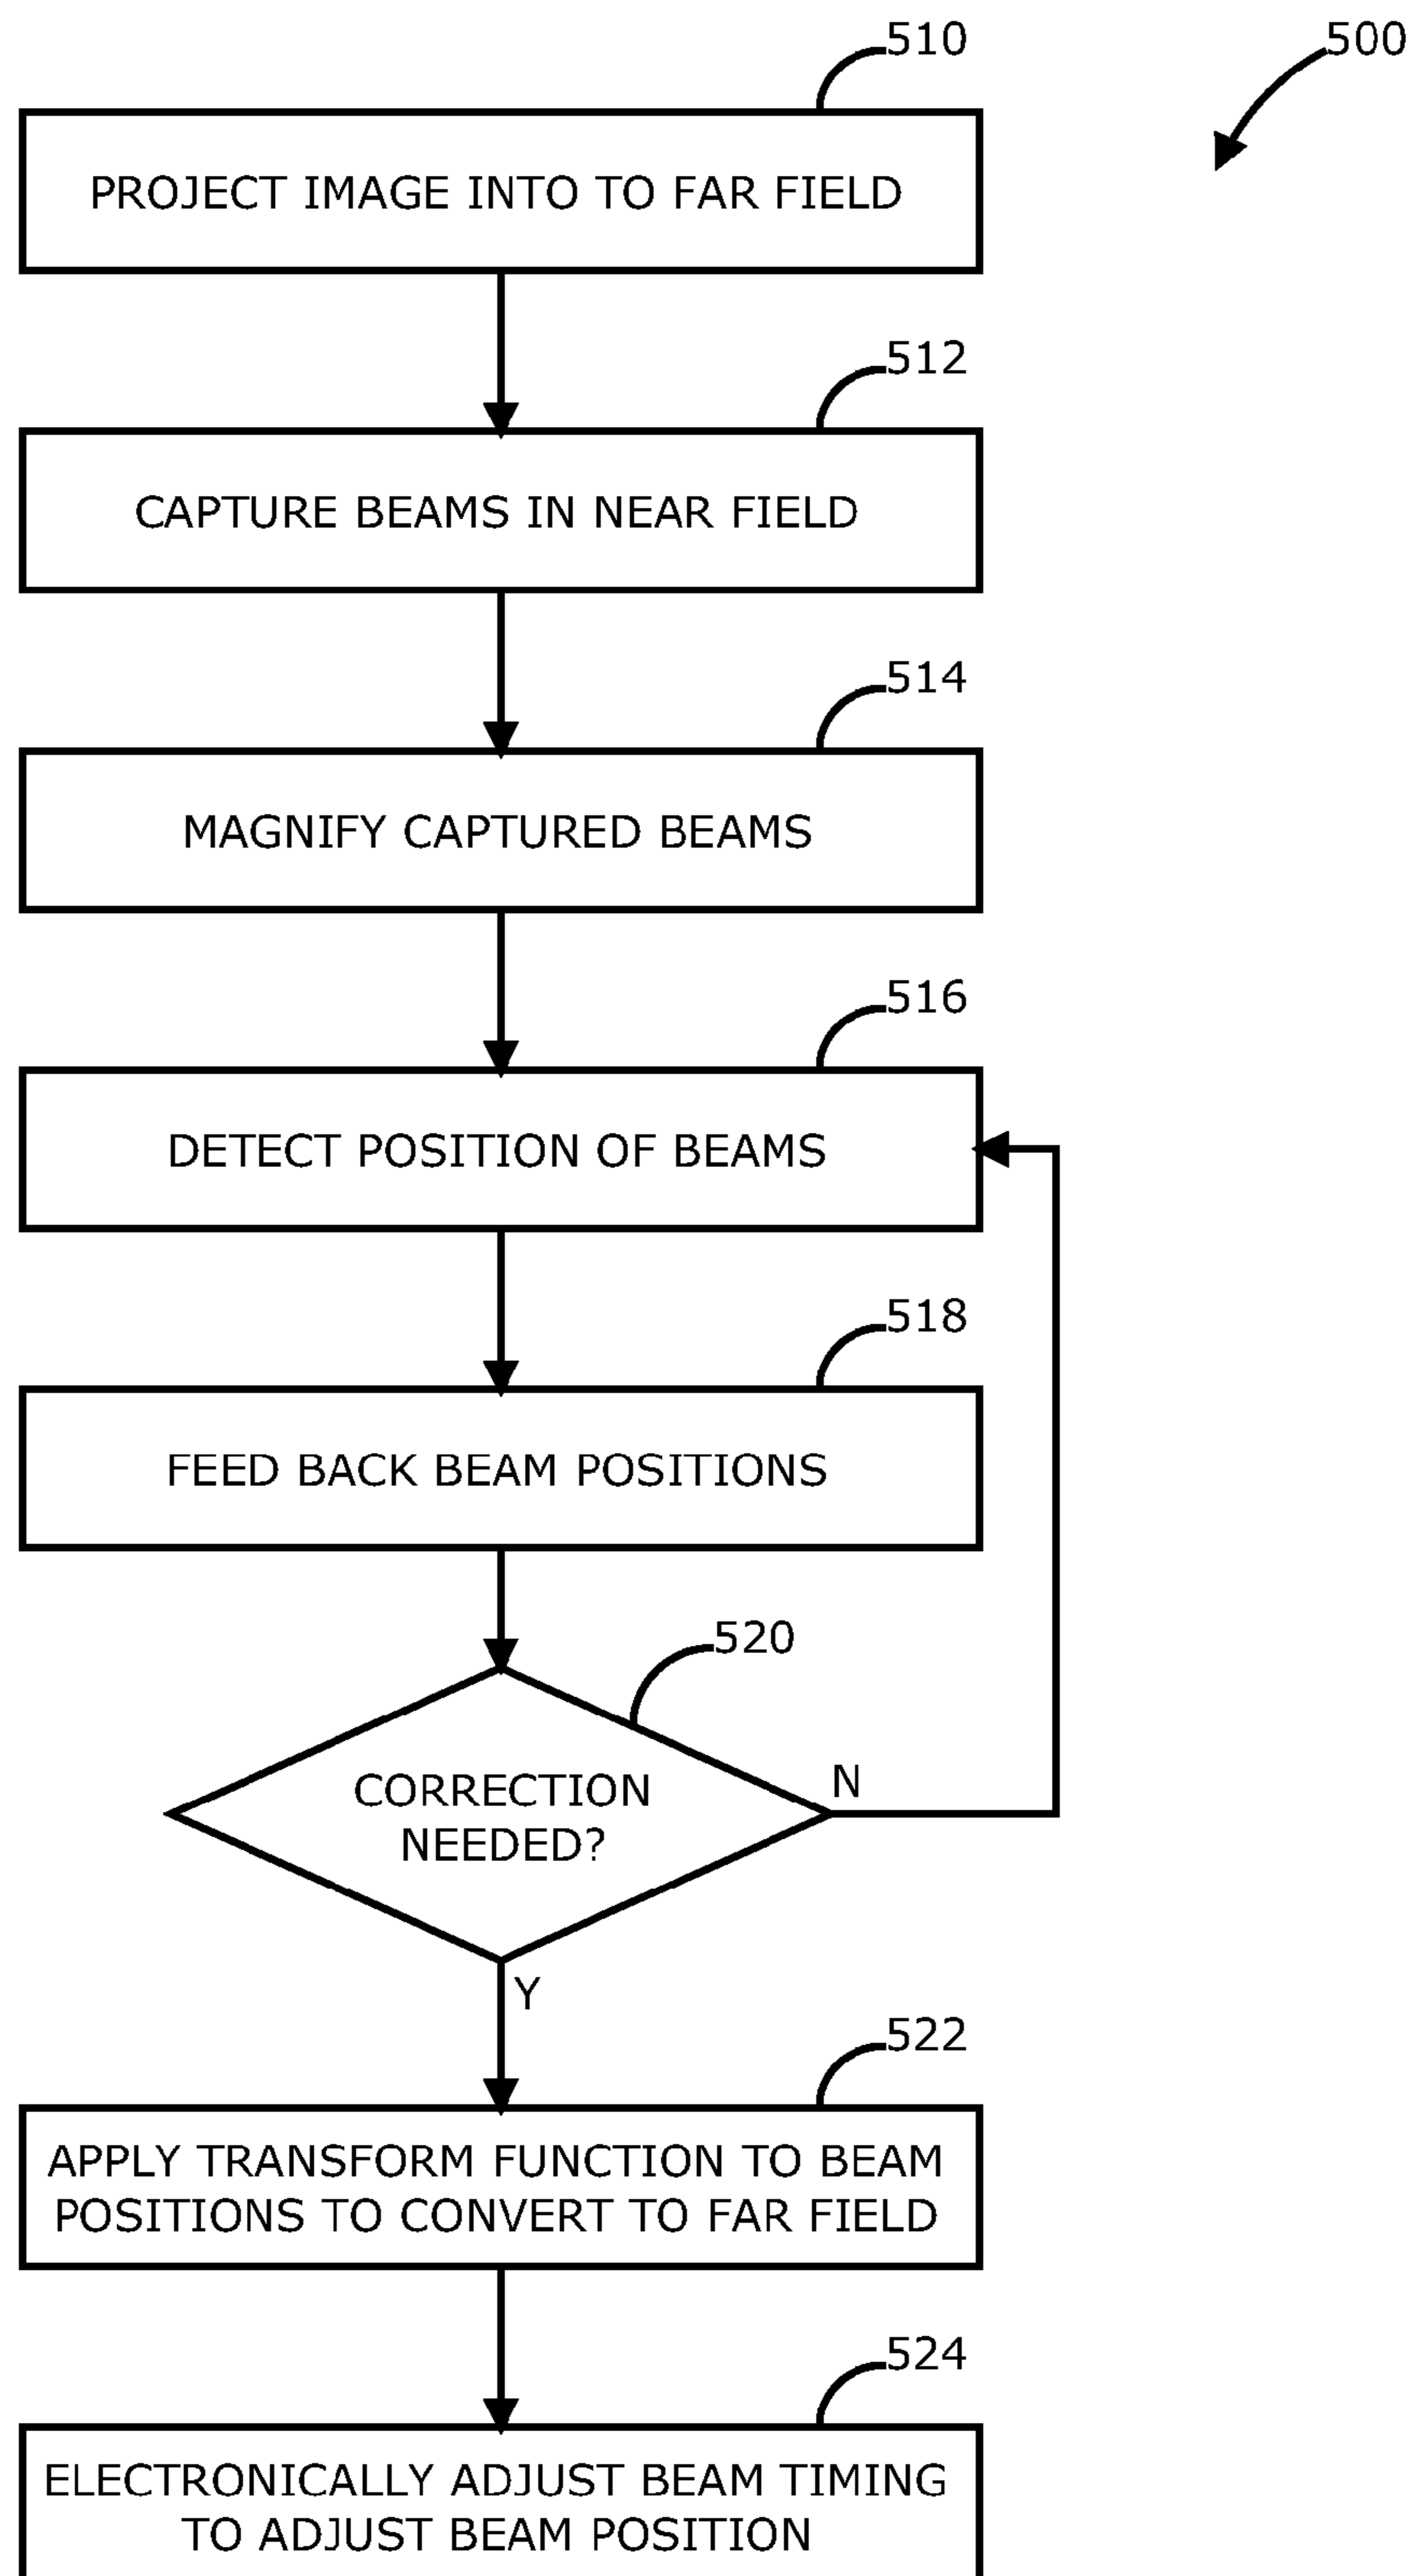 510
500
PROJECT IMAGE INTO TO FAR FIELD
512
CAPTURE BEAMS IN NEAR FIELD
514
MAGNIFY CAPTURED BEAMS
516
DETECT POSITION OF BEAMS
518
FEED BACK BEAM POSITIONS
520
CORRECTION
NEEDED?
N
Y
522
APPLY TRANSFORM FUNCTION TO BEAM
POSITIONS TO CONVERT TO FAR FIELD
524
ELECTRONICALLY ADJUST BEAM TIMING
TO ADJUST BEAM POSITION